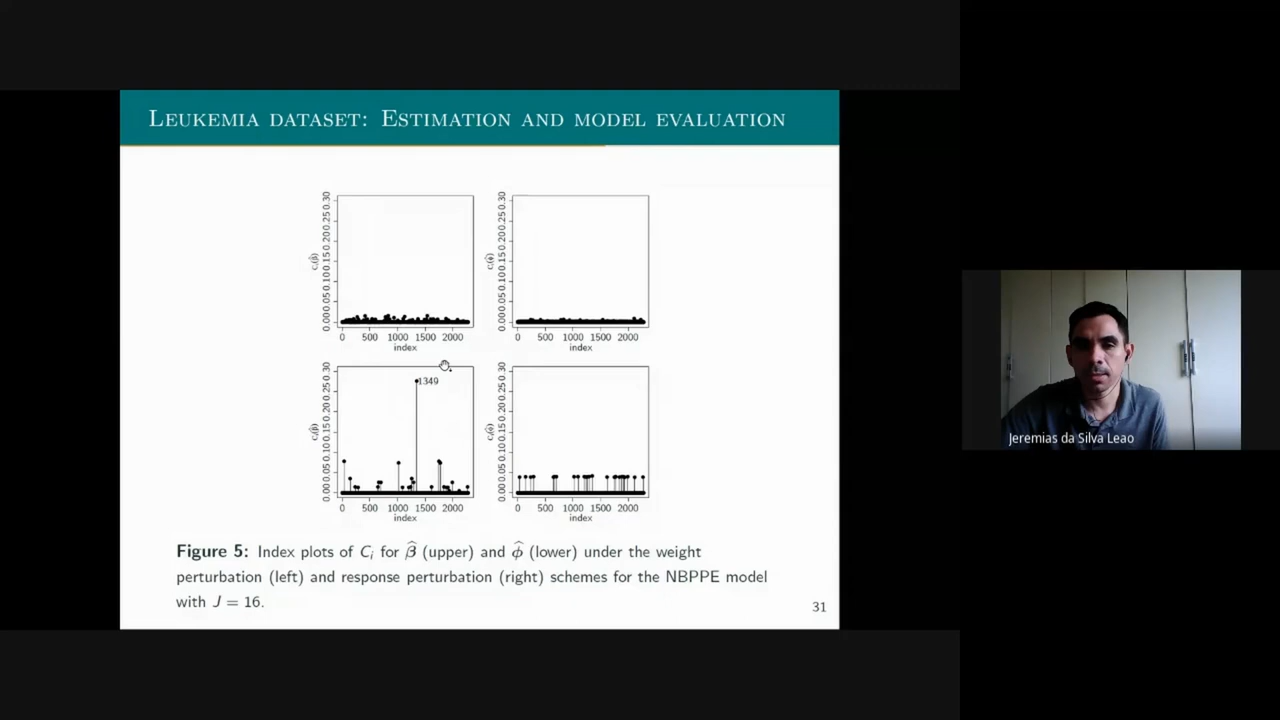 LEUKEMIA DATASET: ESTIMATION AND MODEL EVALUATION
0.00 0.05 0.10 0.15 0.20 0.25 0.30
Ci(β̂)
0 500 1000 1500 2000
index
0.00 0.05 0.10 0.15 0.20 0.25 0.30
Ci(φ̂)
0 500 1000 1500 2000
index
0.00 0.05 0.10 0.15 0.20 0.25 0.30
Ci(β̂)
1349
0 500 1000 1500 2000
index
0.00 0.05 0.10 0.15 0.20 0.25 0.30
Ci(φ̂)
0 500 1000 1500 2000
index
Figure 5: Index plots of Ci for β̂ (upper) and φ̂ (lower) under the weight
perturbation (left) and response perturbation (right) schemes for the NBPPE model
with J = 16.
31
Jeremias da Silva Leao